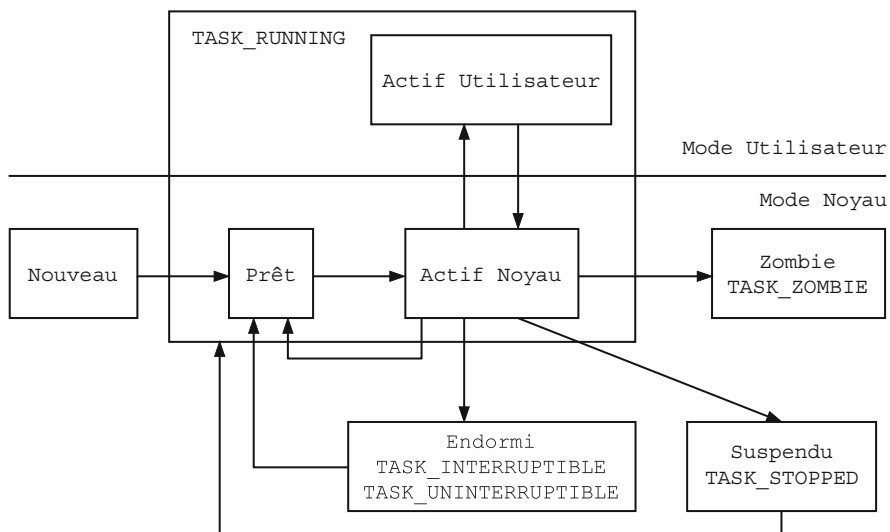 TASK_RUNNING
Actif Utilisateur
Mode Utilisateur
Mode Noyau
Nouveau
Prêt
Actif Noyau
Zombie
TASK_ZOMBIE
Endormi
TASK_INTERRUPTIBLE
TASK_UNINTERRUPTIBLE
Suspendu
TASK_STOPPED